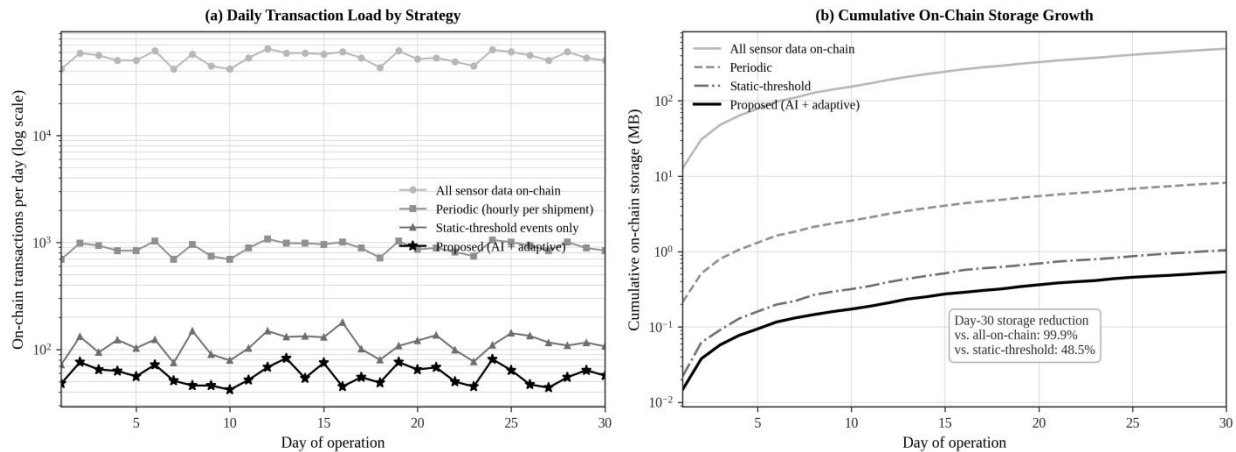 (a) Daily Transaction Load by Strategy
On-chain transactions per day (log scale)
10^4
10^3
10^2
All sensor data on-chain
Periodic (hourly per shipment)
Static-threshold events only
Proposed (AI + adaptive)
5 10 15 20 25 30
Day of operation
(b) Cumulative On-Chain Storage Growth
Cumulative on-chain storage (MB)
All sensor data on-chain
Periodic
Static-threshold
Proposed (AI + adaptive)
10^2
10^1
10^0
10^−1
10^−2
Day-30 storage reduction
vs. all-on-chain: 99.9%
vs. static-threshold: 48.5%
5 10 15 20 25 30
Day of operation